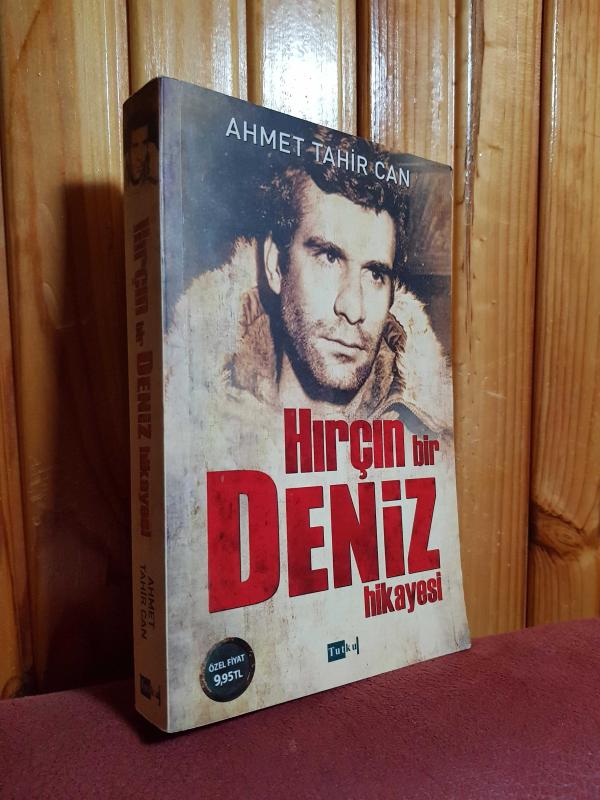 AHMET TAHİR CAN
Hırçın bir
DENİZ
hikayesi
Tutku
ÖZEL FİYAT
9,95TL
Hırçın bir DENİZ hikayesi
AHMET
TAHİR CAN